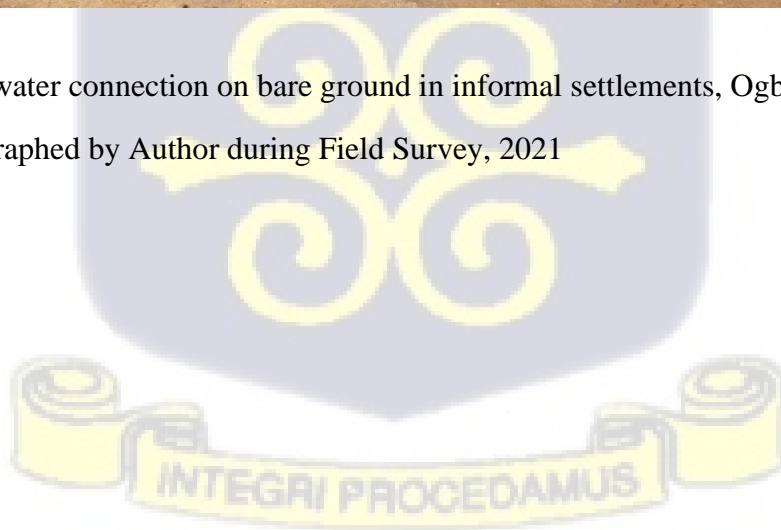 water connection on bare ground in informal settlements, Ogb
raphed by Author during Field Survey, 2021
INTEGRI PROCEDAMUS